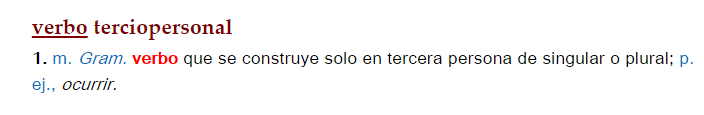 verbo terciopersonal
1. m. Gram. verbo que se construye solo en tercera persona de singular o plural; p.
ej., ocurrir.